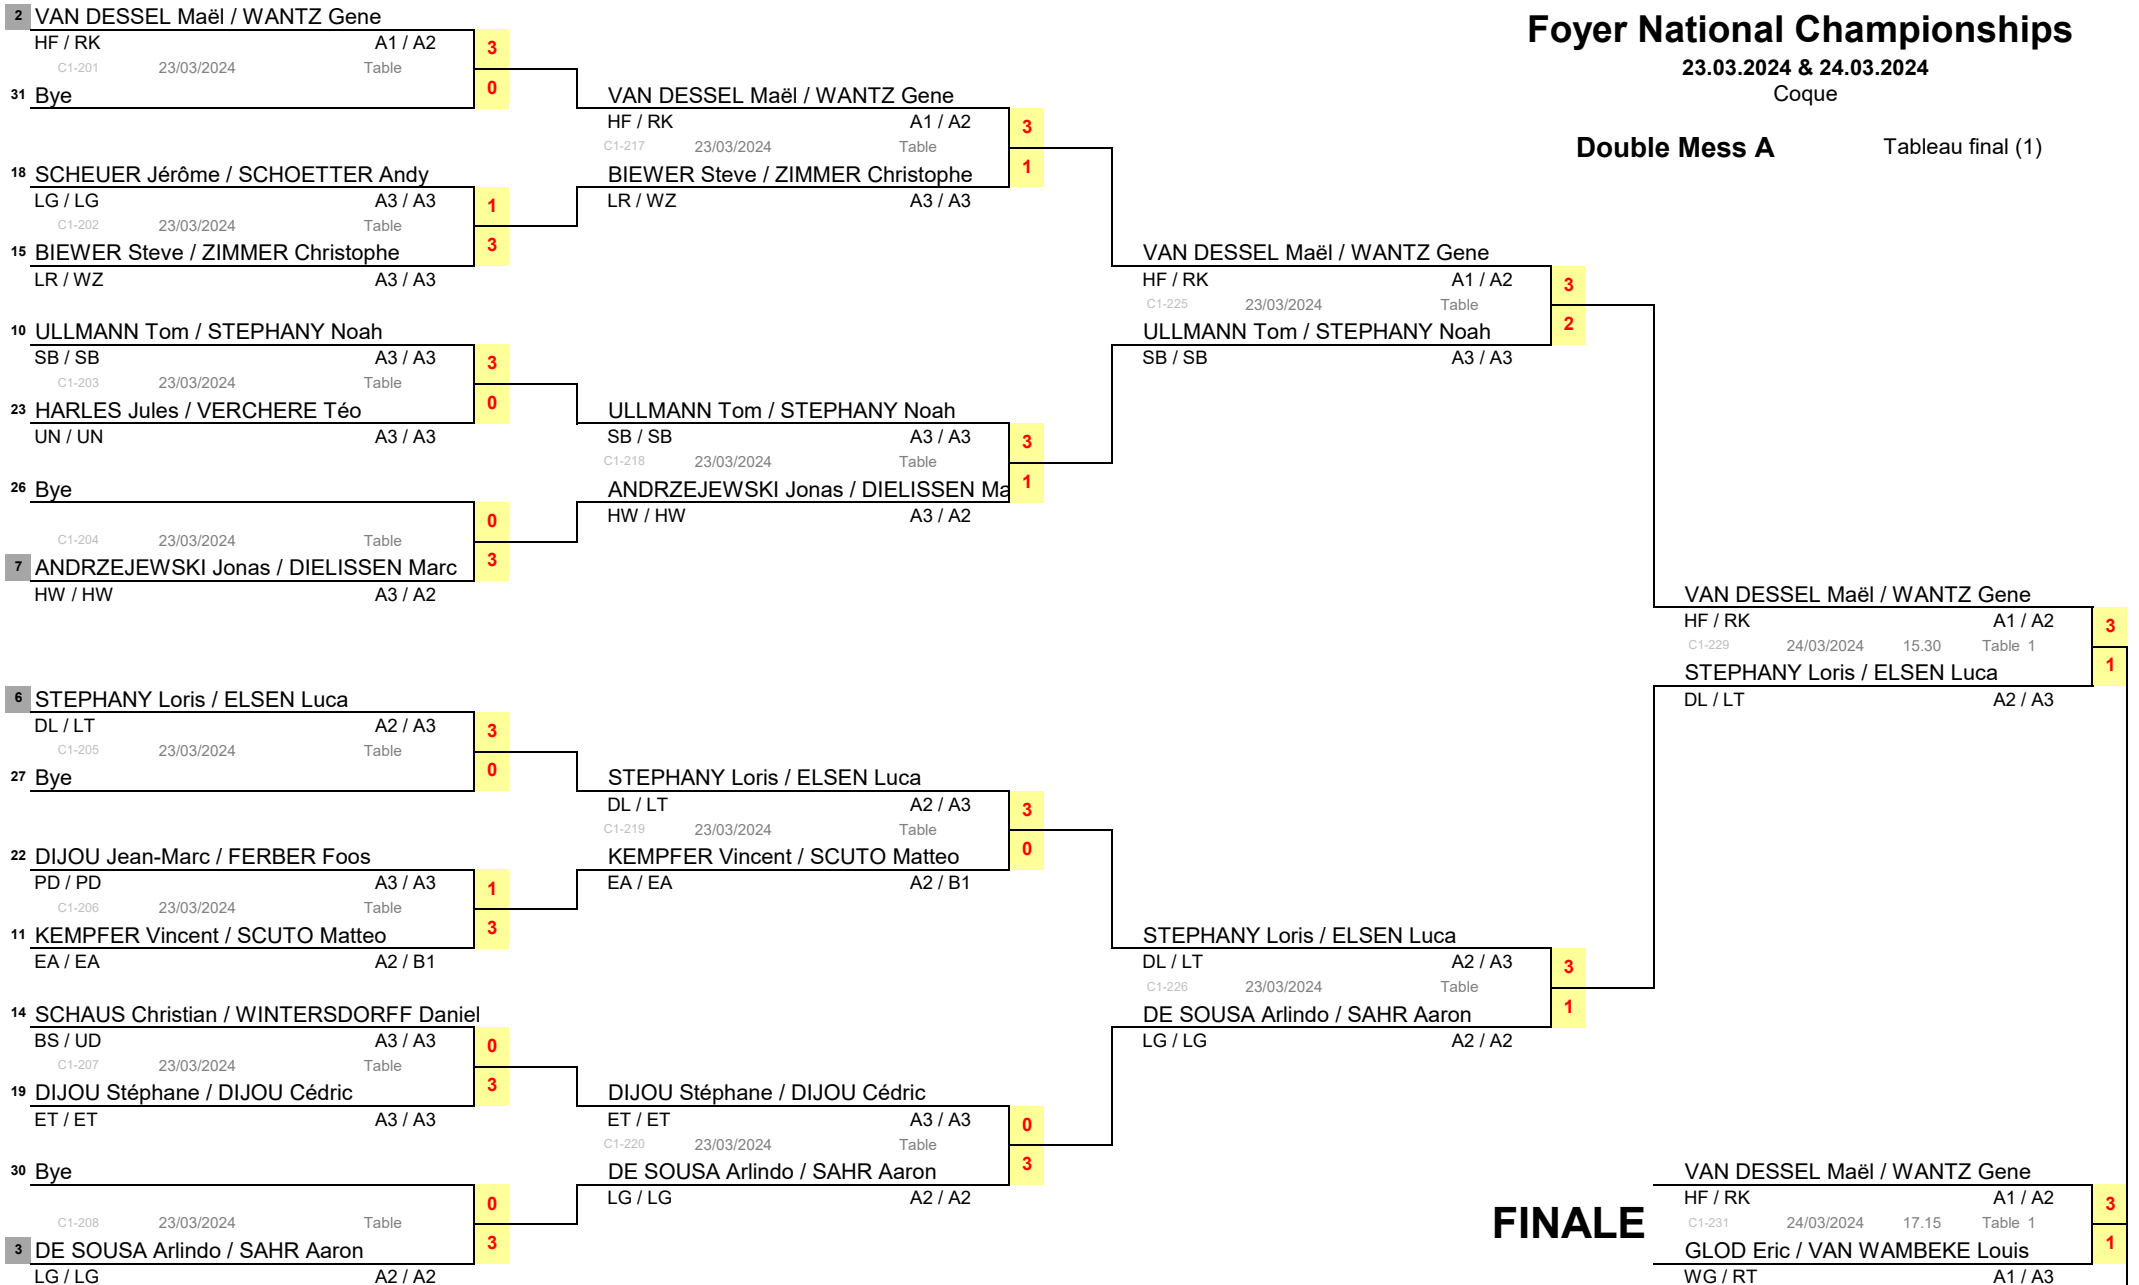 Foyer National Championships
23.03.2024 & 24.03.2024
Coque
Double Mess A Tableau final (1)
2 VAN DESSEL Maël / WANTZ Gene
HF / RK A1 / A2 3
C1-201 23/03/2024 Table
31 Bye 0
18 SCHEUER Jérôme / SCHOETTER Andy
LG / LG A3 / A3 1
C1-202 23/03/2024 Table
15 BIEWER Steve / ZIMMER Christophe 3
LR / WZ A3 / A3
10 ULLMANN Tom / STEPHANY Noah
SB / SB A3 / A3 3
C1-203 23/03/2024 Table
23 HARLES Jules / VERCHERE Téo 0
UN / UN A3 / A3
26 Bye
0
C1-204 23/03/2024 Table
7 ANDRZEJEWSKI Jonas / DIELISSEN Marc 3
HW / HW A3 / A2
6 STEPHANY Loris / ELSEN Luca
DL / LT A2 / A3 3
C1-205 23/03/2024 Table
27 Bye 0
22 DIJOU Jean-Marc / FERBER Foos
PD / PD A3 / A3 1
C1-206 23/03/2024 Table
11 KEMPFER Vincent / SCUTO Matteo 3
EA / EA A2 / B1
14 SCHAUS Christian / WINTERSDORFF Daniel
BS / UD A3 / A3 0
C1-207 23/03/2024 Table
19 DIJOU Stéphane / DIJOU Cédric 3
ET / ET A3 / A3
30 Bye
0
C1-208 23/03/2024 Table
3 DE SOUSA Arlindo / SAHR Aaron 3
LG / LG A2 / A2
VAN DESSEL Maël / WANTZ Gene
HF / RK A1 / A2 3
C1-217 23/03/2024 Table
BIEWER Steve / ZIMMER Christophe 1
LR / WZ A3 / A3
ULLMANN Tom / STEPHANY Noah
SB / SB A3 / A3 3
C1-218 23/03/2024 Table
ANDRZEJEWSKI Jonas / DIELISSEN Ma 1
HW / HW A3 / A2
STEPHANY Loris / ELSEN Luca
DL / LT A2 / A3 3
C1-219 23/03/2024 Table
KEMPFER Vincent / SCUTO Matteo 0
EA / EA A2 / B1
DIJOU Stéphane / DIJOU Cédric
ET / ET A3 / A3 0
C1-220 23/03/2024 Table
DE SOUSA Arlindo / SAHR Aaron 3
LG / LG A2 / A2
VAN DESSEL Maël / WANTZ Gene
HF / RK A1 / A2 3
C1-225 23/03/2024 Table
ULLMANN Tom / STEPHANY Noah 2
SB / SB A3 / A3
STEPHANY Loris / ELSEN Luca
DL / LT A2 / A3 3
C1-226 23/03/2024 Table
DE SOUSA Arlindo / SAHR Aaron 1
LG / LG A2 / A2
VAN DESSEL Maël / WANTZ Gene
HF / RK A1 / A2 3
C1-229 24/03/2024 15.30 Table 1
STEPHANY Loris / ELSEN Luca 1
DL / LT A2 / A3
FINALE
VAN DESSEL Maël / WANTZ Gene
HF / RK A1 / A2 3
C1-231 24/03/2024 17.15 Table 1
GLOD Eric / VAN WAMBEKE Louis 1
WG / RT A1 / A3